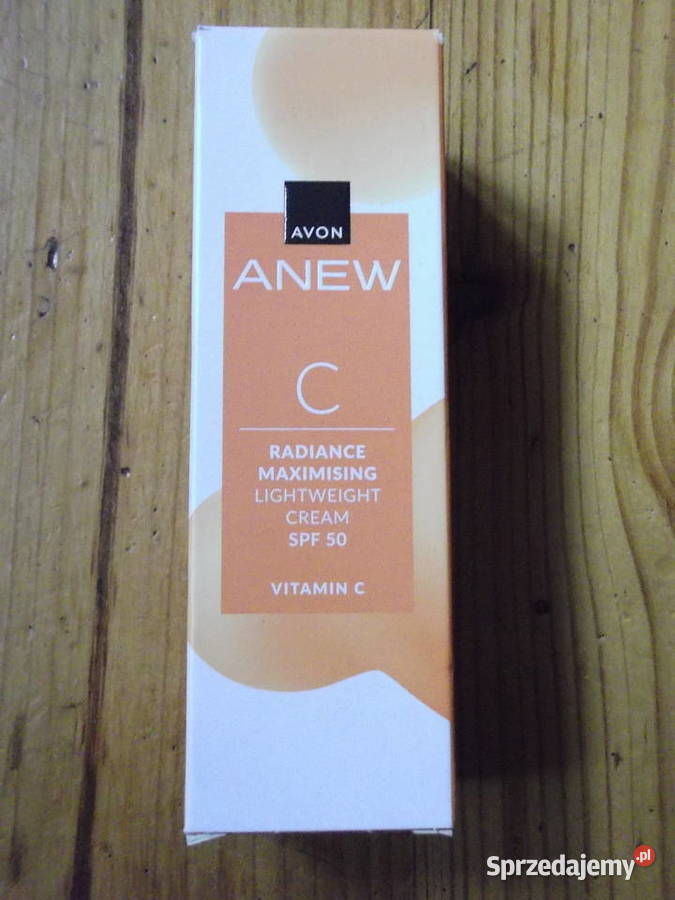 AVON
ANEW
C
RADIANCE
MAXIMISING
LIGHTWEIGHT
CREAM
SPF 50
VITAMIN C
Sprzedajemy.pl